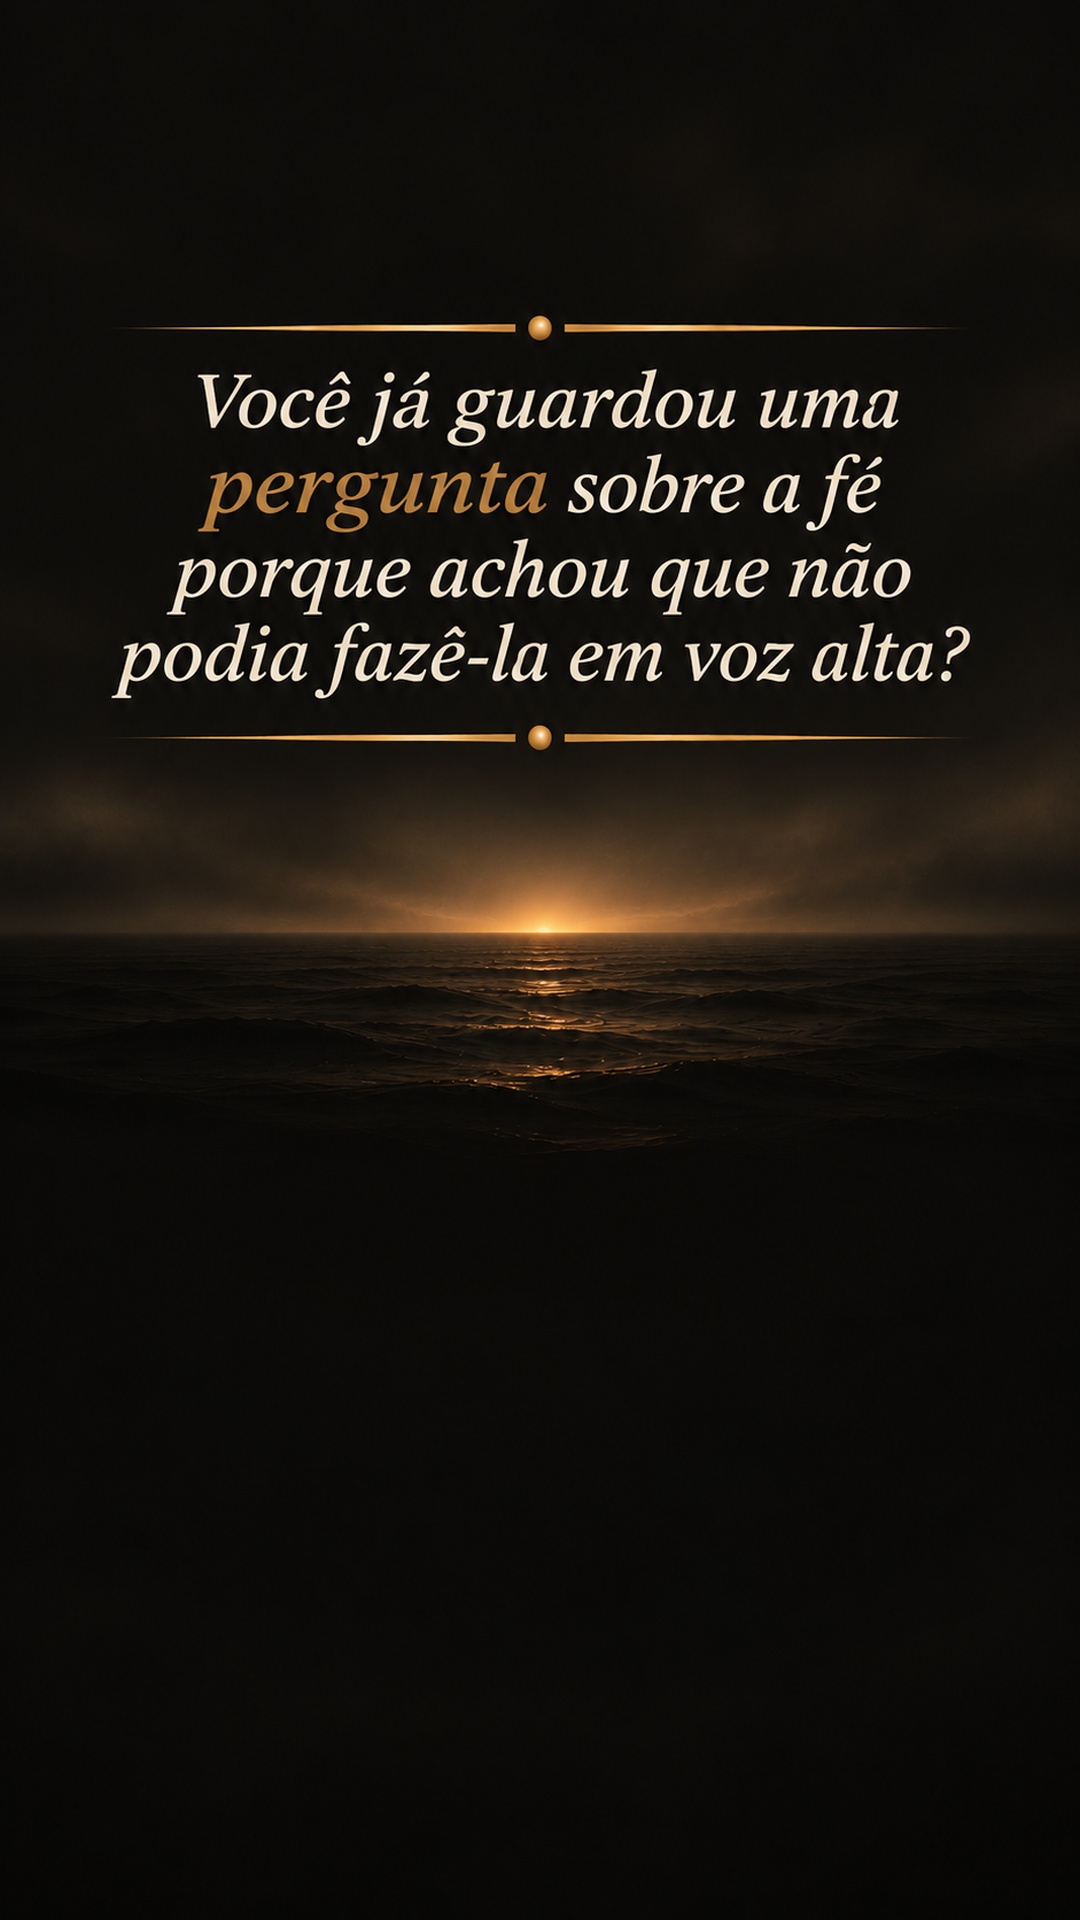 Você já guardou uma
pergunta sobre a fé
porque achou que não
podia fazê-la em voz alta?